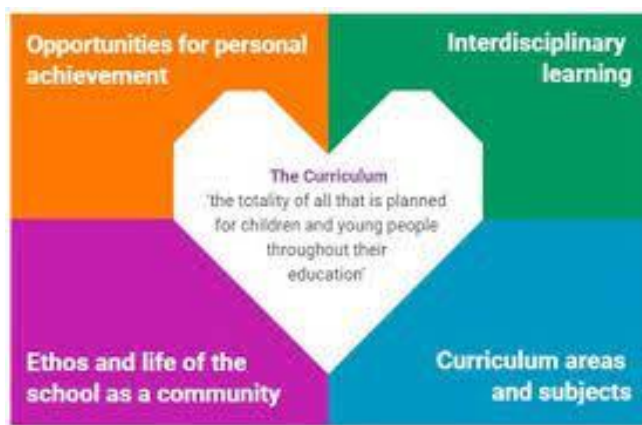 Opportunities for personal
achievement
Interdisciplinary
learning
The Curriculum
'the totality of all that is planned
for children and young people
throughout their
education'
Ethos and life of the
school as a community
Curriculum areas
and subjects